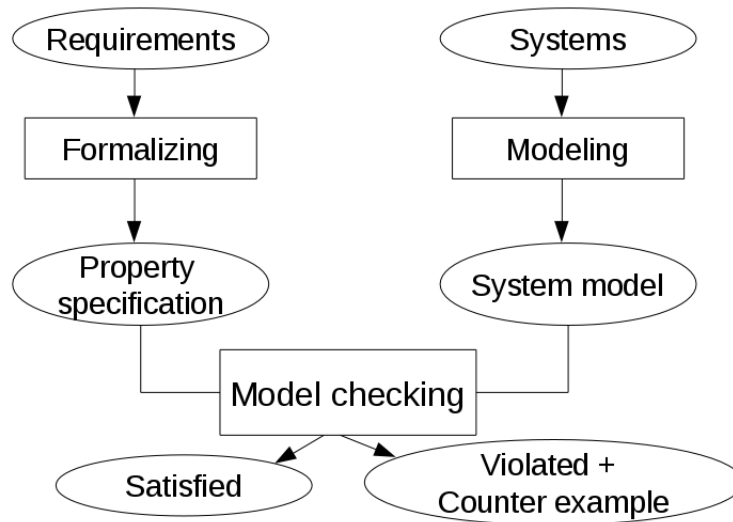 Requirements
Systems
Formalizing
Modeling
Property
specification
System model
Model checking
Satisfied
Violated +
Counter example